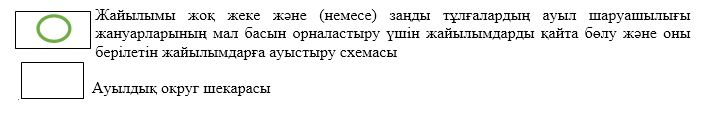 Жайылымы жоқ жеке және (немесе) заңды тұлғалардың ауыл шаруашылығы
жануарларының мал басын орналастыру үшін жайылымдарды қайта бөлу және оны
берілетін жайылымдарға ауыстыру схемасы
Ауылдық округ шекарасы